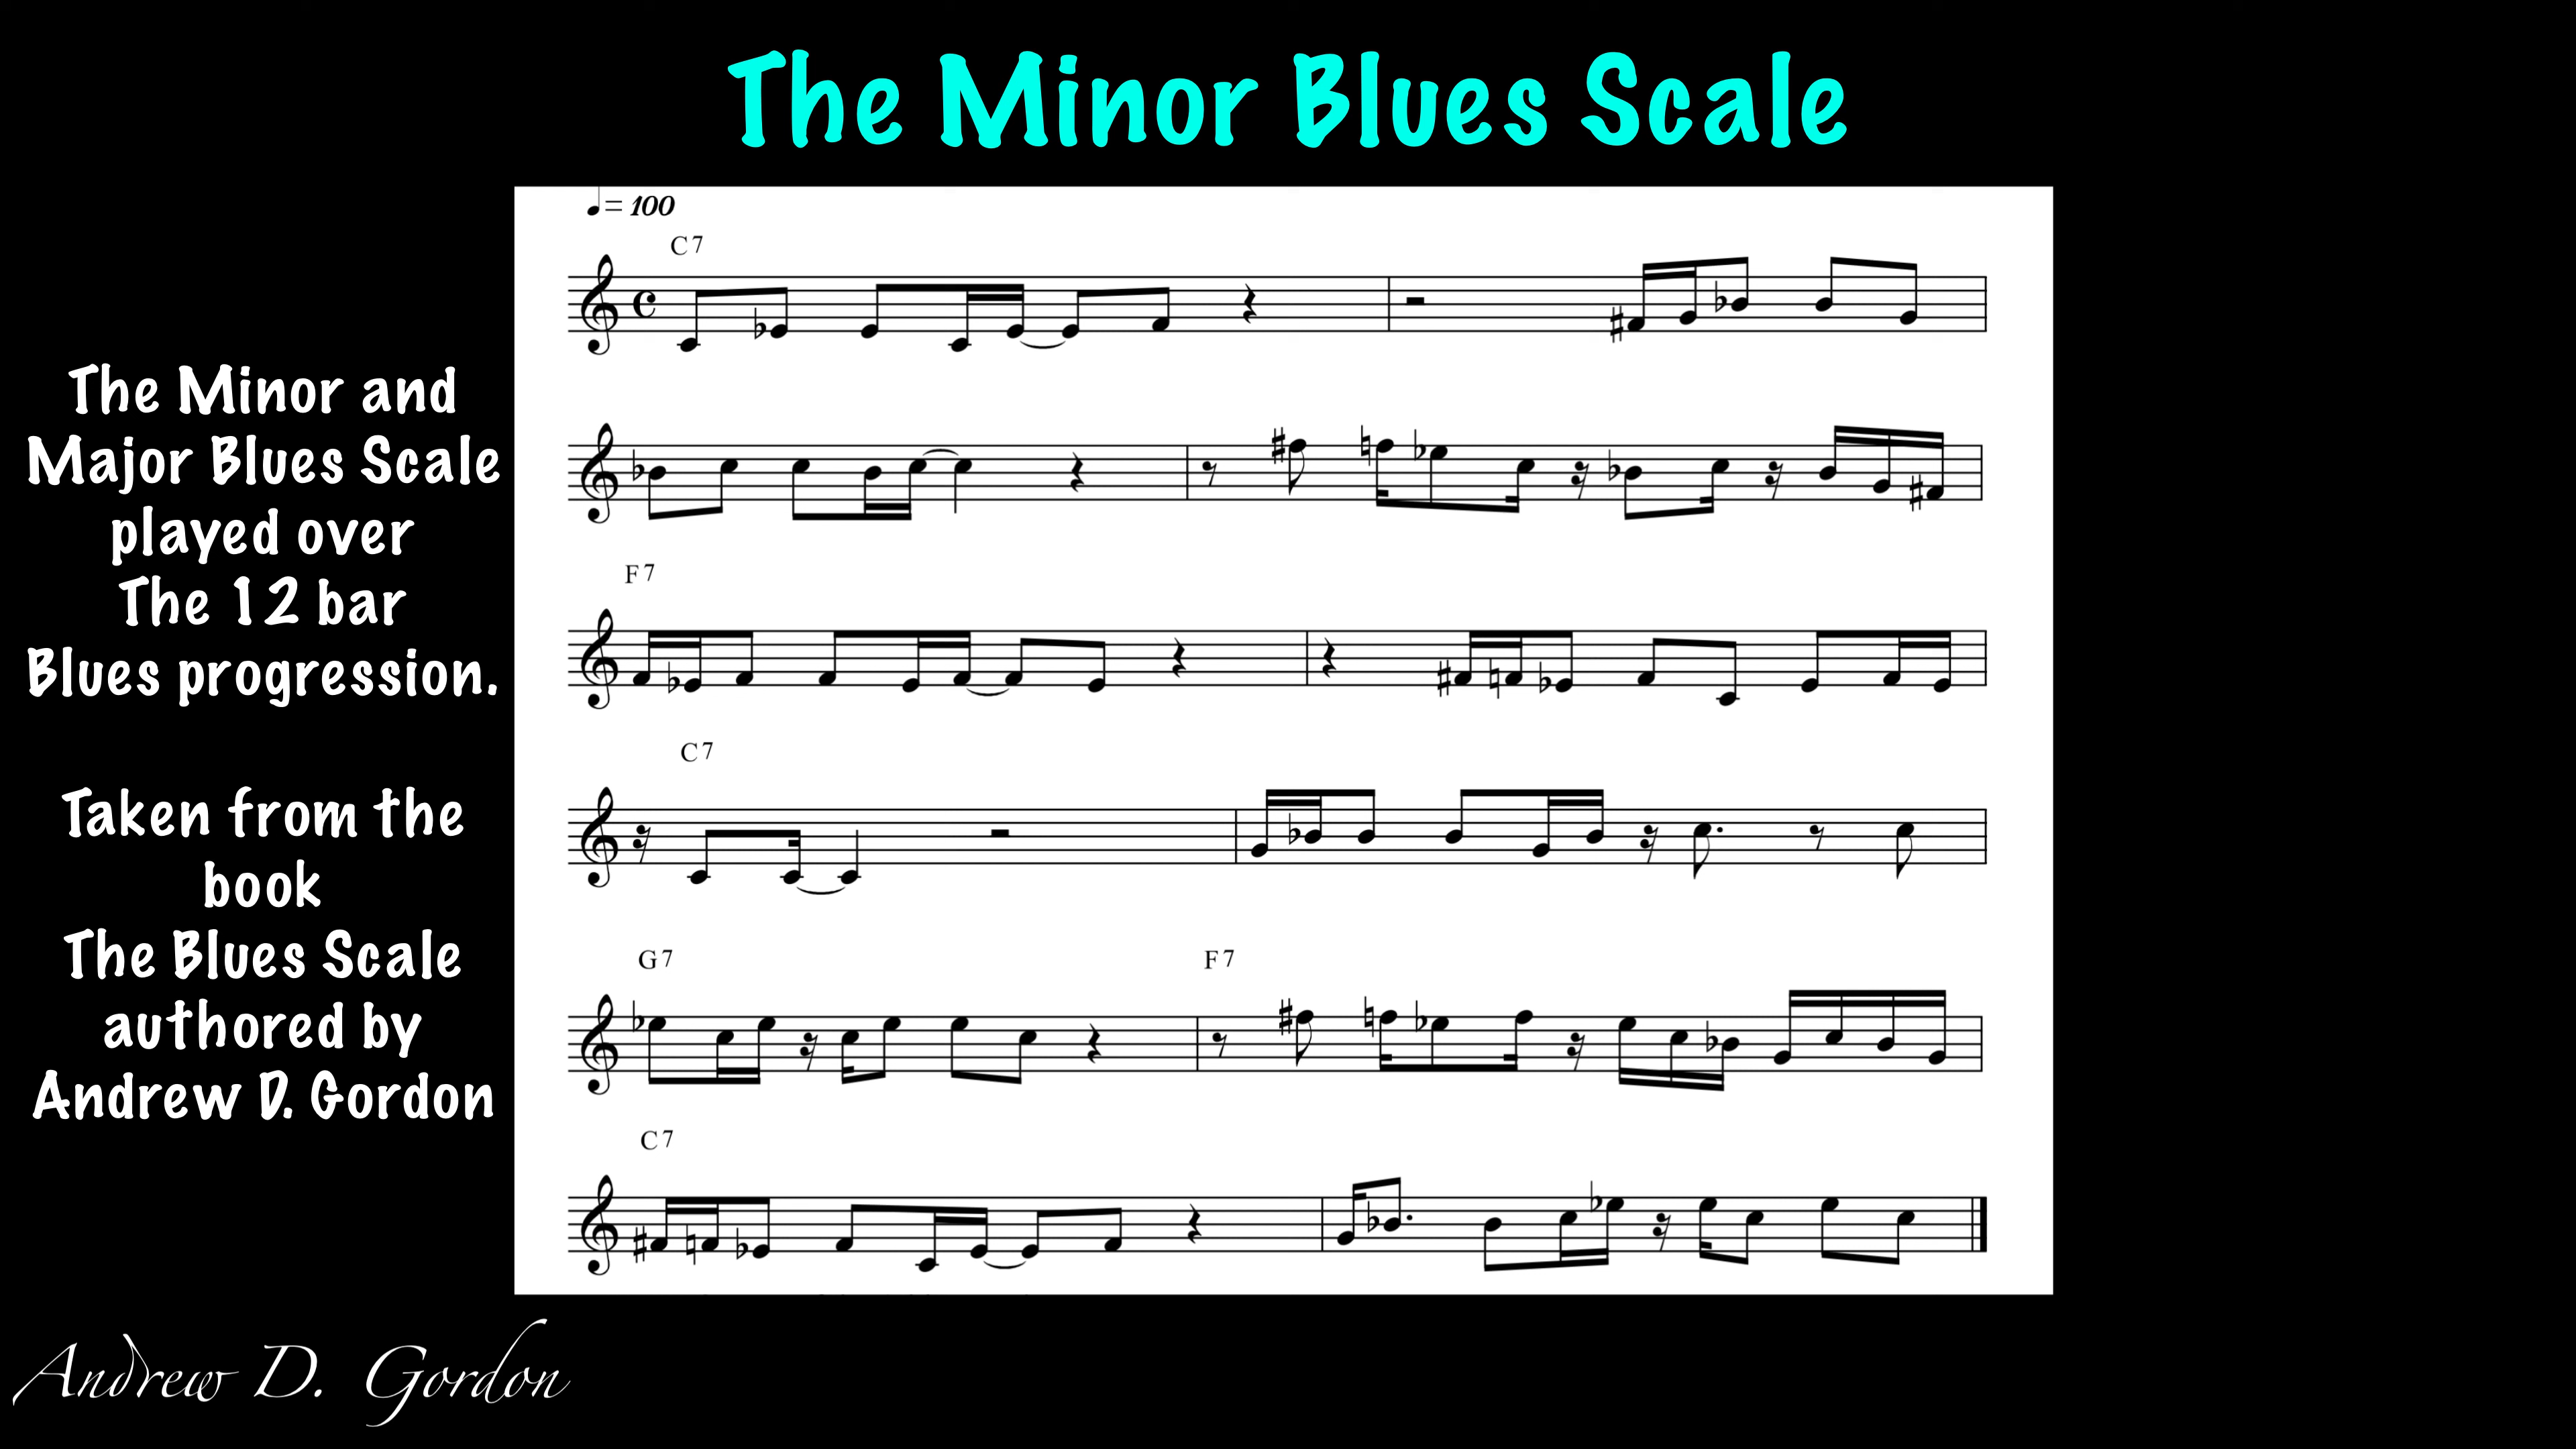 The Minor Blues Scale
= 100
C7
F7
C7
G7 F7
C7
The Minor and
Major Blues Scale
played over
The 12 bar
Blues progression.
Taken from the
book
The Blues Scale
authored by
Andrew D. Gordon
Andrew D. Gordon